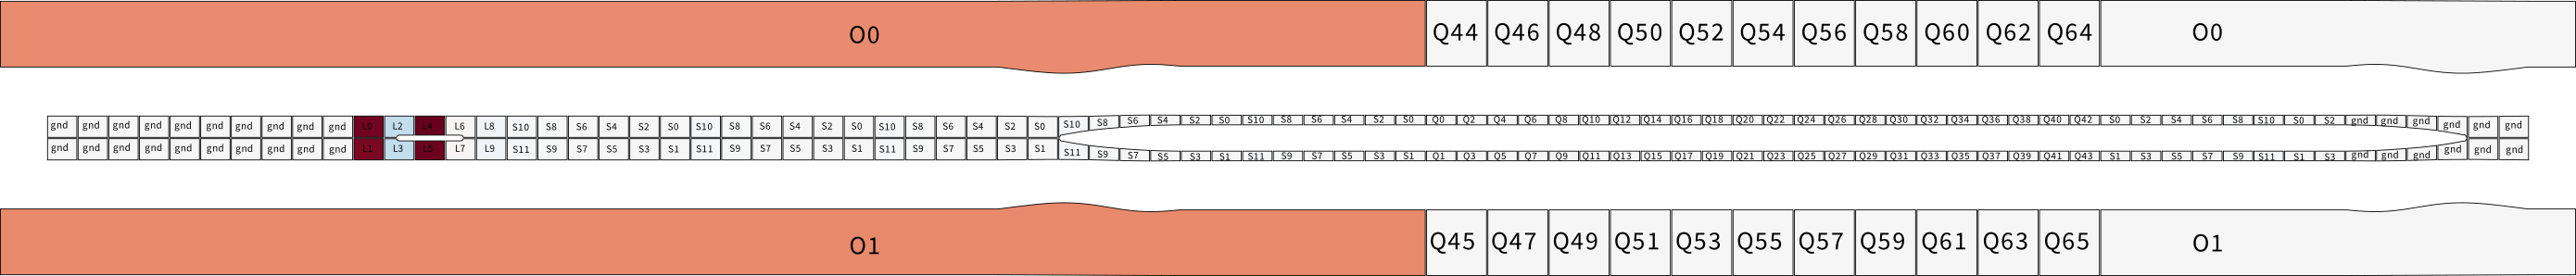 O0 Q44 Q46 Q48 Q50 Q52 Q54 Q56 Q58 Q60 Q62 Q64 O0
gnd gnd gnd gnd gnd gnd gnd gnd gnd gnd L0 L2 L4 L6 L8 S10 S8 S6 S4 S2 S0 S10 S8 S6 S4 S2 S0 S10 S8 S6 S4 S2 S0 S10 S8 S6 S4 S2 S0 S10 S8 S6 S4 S2 S0 Q0 Q2 Q4 Q6 Q8 Q10 Q12 Q14 Q16 Q18 Q20 Q22 Q24 Q26 Q28 Q30 Q32 Q34 Q36 Q38 Q40 Q42 S0 S2 S4 S6 S8 S10 S0 S2 gnd gnd gnd gnd gnd gnd
gnd gnd gnd gnd gnd gnd gnd gnd gnd gnd L1 L3 L5 L7 L9 S11 S9 S7 S5 S3 S1 S11 S9 S7 S5 S3 S1 S11 S9 S7 S5 S3 S1 S11 S9 S7 S5 S3 S1 S11 S9 S7 S5 S3 S1 Q1 Q3 Q5 Q7 Q9 Q11 Q13 Q15 Q17 Q19 Q21 Q23 Q25 Q27 Q29 Q31 Q33 Q35 Q37 Q39 Q41 Q43 S1 S3 S5 S7 S9 S11 S1 S3 gnd gnd gnd gnd gnd gnd
O1 Q45 Q47 Q49 Q51 Q53 Q55 Q57 Q59 Q61 Q63 Q65 O1